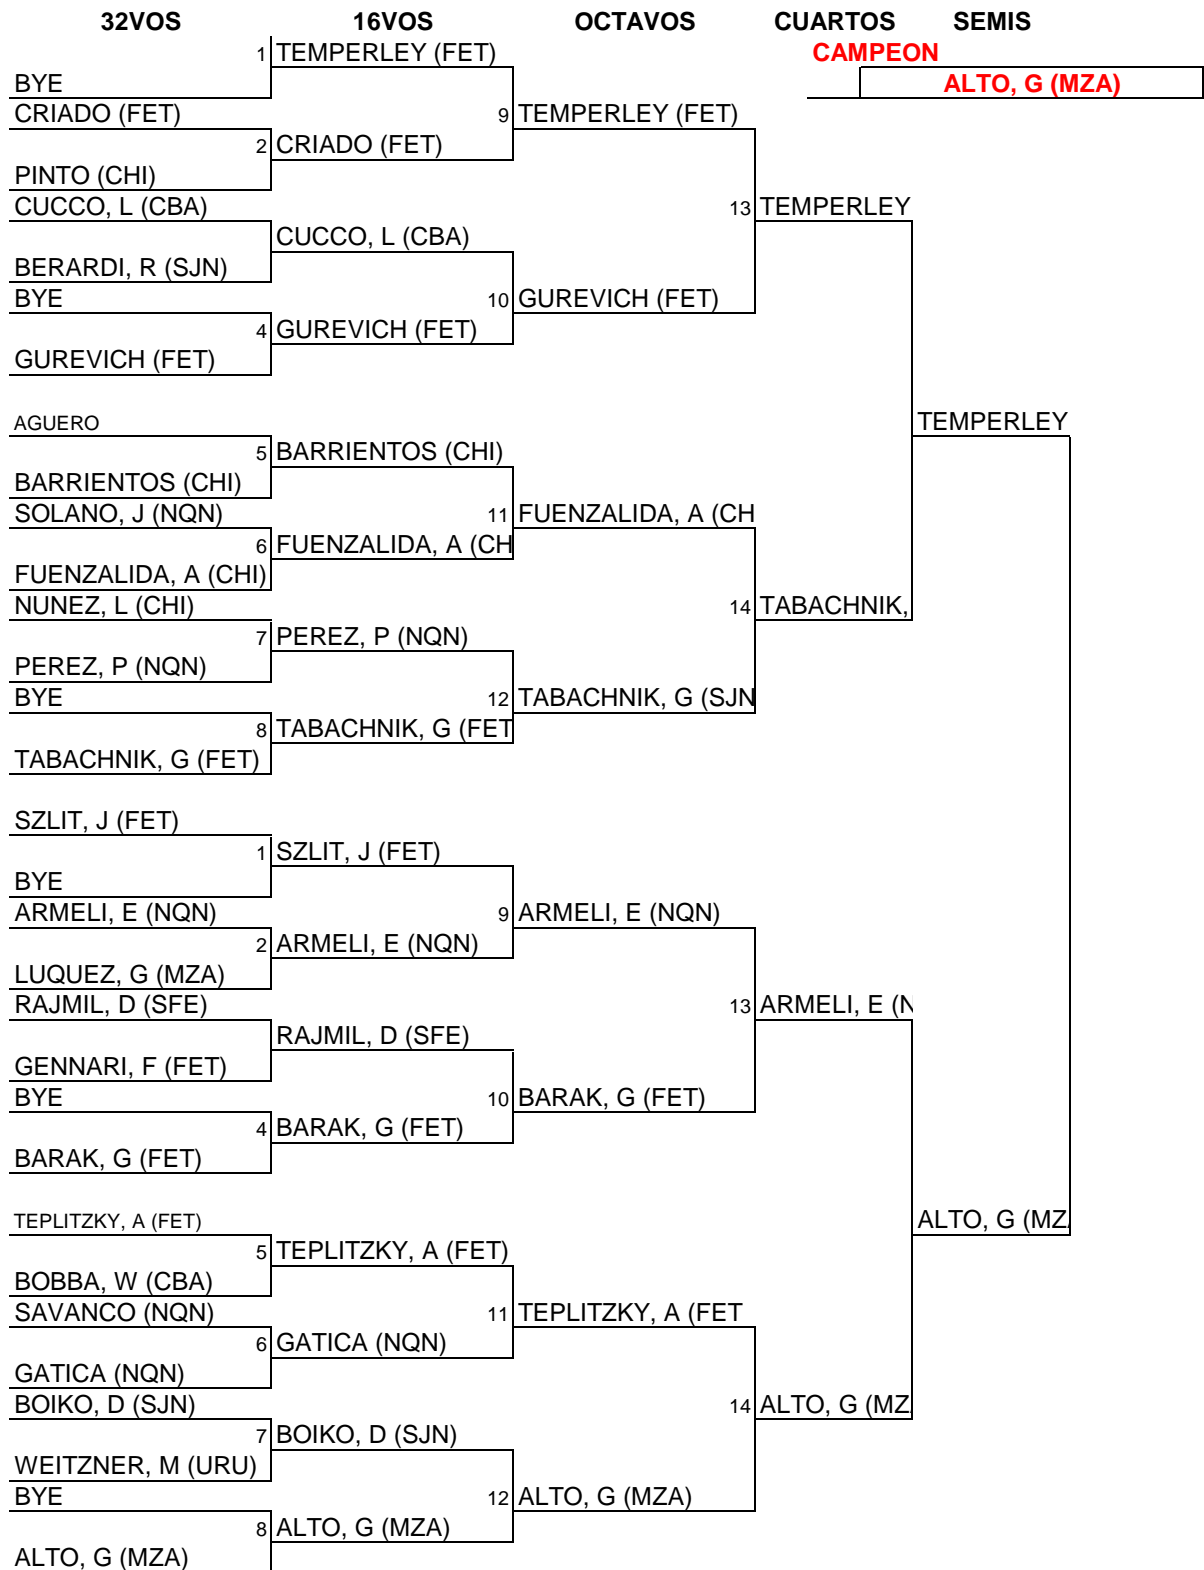 32VOS 16VOS OCTAVOS CUARTOS SEMIS
1 TEMPERLEY (FET) CAMPEON
BYE ALTO, G (MZA)
CRIADO (FET) 9 TEMPERLEY (FET)
2 CRIADO (FET)
PINTO (CHI)
CUCCO, L (CBA) 13 TEMPERLEY
CUCCO, L (CBA)
BERARDI, R (SJN)
BYE 10 GUREVICH (FET)
4 GUREVICH (FET)
GUREVICH (FET)
AGUERO TEMPERLEY
5 BARRIENTOS (CHI)
BARRIENTOS (CHI)
SOLANO, J (NQN) 11 FUENZALIDA, A (CH
6 FUENZALIDA, A (CH
FUENZALIDA, A (CHI)
NUNEZ, L (CHI) 14 TABACHNIK,
7 PEREZ, P (NQN)
PEREZ, P (NQN)
BYE 12 TABACHNIK, G (SJN
8 TABACHNIK, G (FET
TABACHNIK, G (FET)
SZLIT, J (FET)
1 SZLIT, J (FET)
BYE
ARMELI, E (NQN) 9 ARMELI, E (NQN)
2 ARMELI, E (NQN)
LUQUEZ, G (MZA)
RAJMIL, D (SFE) 13 ARMELI, E (N
RAJMIL, D (SFE)
GENNARI, F (FET)
BYE 10 BARAK, G (FET)
4 BARAK, G (FET)
BARAK, G (FET)
TEPLITZKY, A (FET) ALTO, G (MZA
5 TEPLITZKY, A (FET)
BOBBA, W (CBA)
SAVANCO (NQN) 11 TEPLITZKY, A (FET
6 GATICA (NQN)
GATICA (NQN)
BOIKO, D (SJN) 14 ALTO, G (MZA
7 BOIKO, D (SJN)
WEITZNER, M (URU)
BYE 12 ALTO, G (MZA)
8 ALTO, G (MZA)
ALTO, G (MZA)